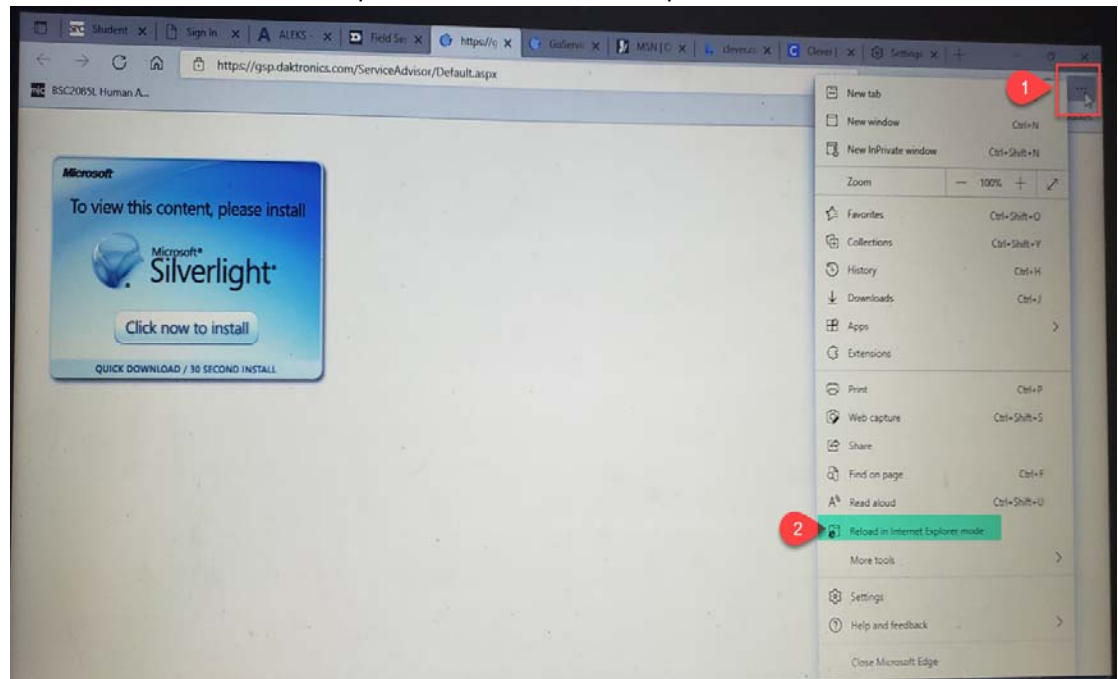 Student
Sign in
ALEKS -
Field Se
https://g
GoServic
MSN | O
clever.co
Clever |
Settings
https://gsp.daktronics.com/ServiceAdvisor/Default.aspx
BSC2085L Human A...
1
New tab
New window Ctrl+N
New InPrivate window Ctrl+Shift+N
Zoom — 100% +
Favorites Ctrl+Shift+O
Collections Ctrl+Shift+Y
History Ctrl+H
Downloads Ctrl+J
Apps
Extensions
Print Ctrl+P
Web capture Ctrl+Shift+S
Share
Find on page Ctrl+F
Read aloud Ctrl+Shift+U
2 Reload in Internet Explorer mode
More tools
Settings
Help and feedback
Close Microsoft Edge
Microsoft
To view this content, please install
Microsoft®
Silverlight
Click now to install
QUICK DOWNLOAD / 30 SECOND INSTALL